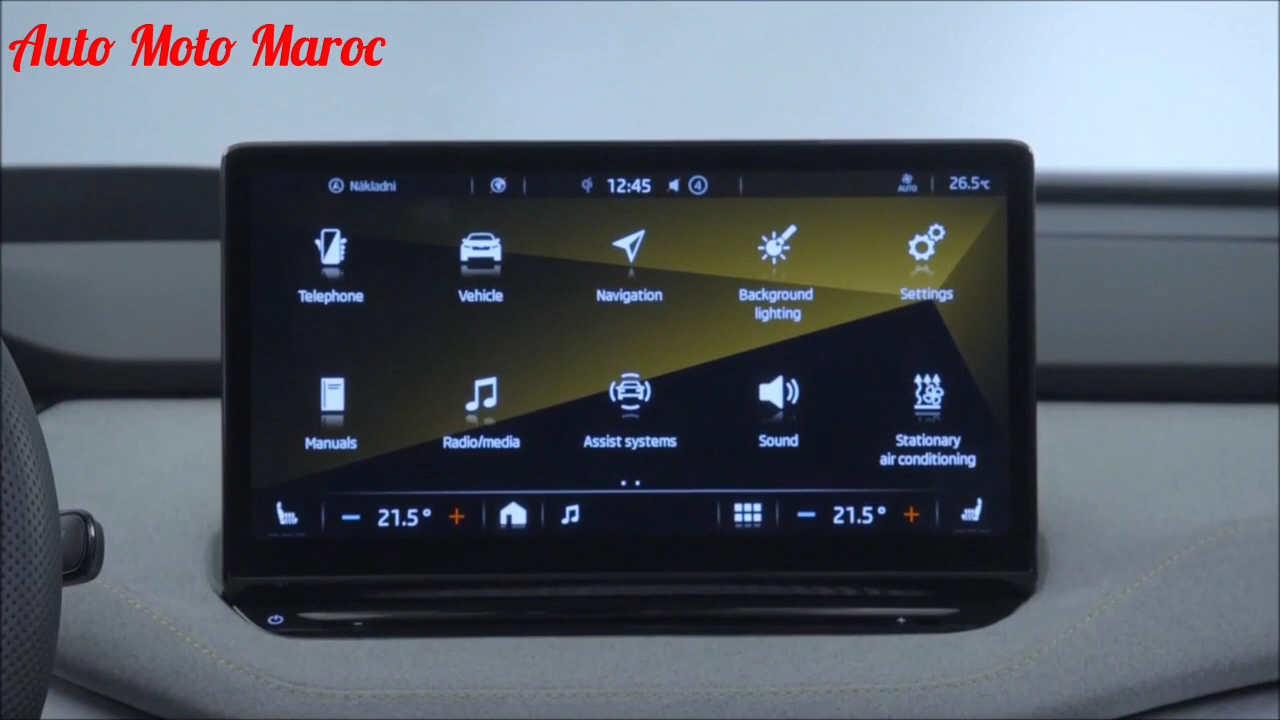 Auto Moto Maroc
Nákladní
12:45
4
AUTO
26.5°C
Telephone
Vehicle
Navigation
Background
lighting
Settings
Manuals
Radio/media
Assist systems
Sound
Stationary
air conditioning
− 21.5° +
− 21.5° +
− +